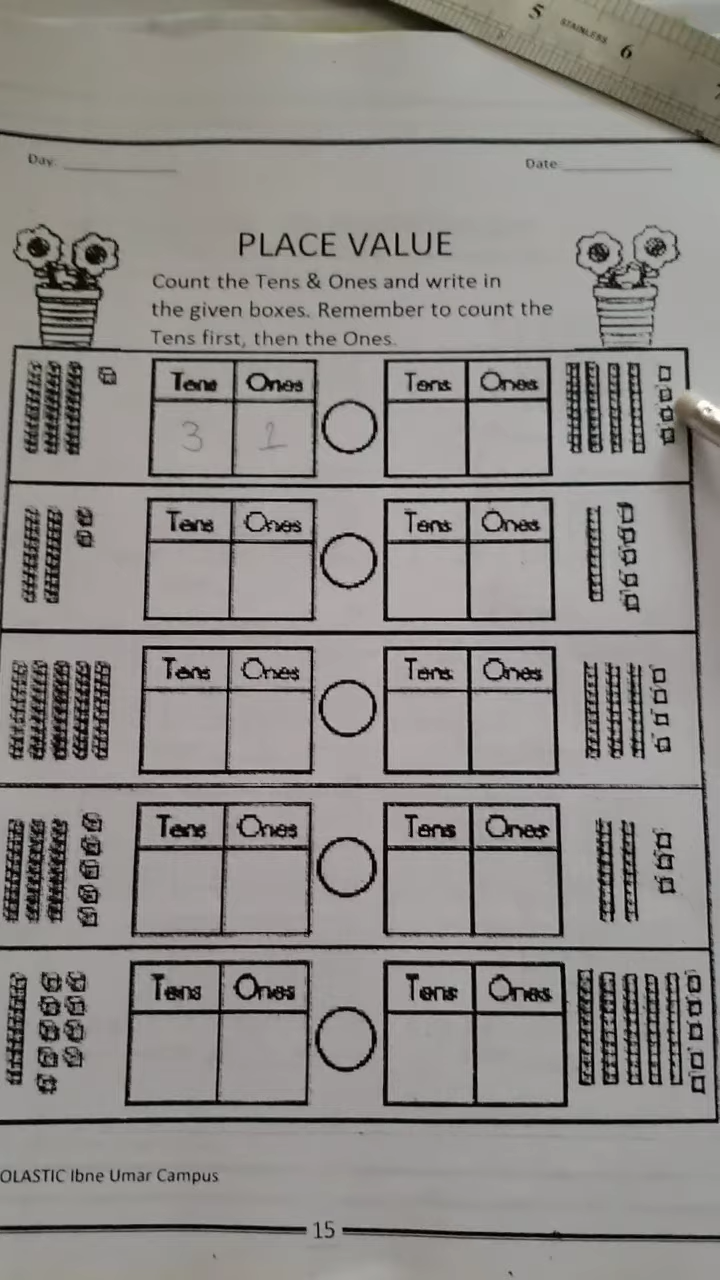 5 STAINLESS 6
Day: Date
PLACE VALUE
Count the Tens & Ones and write in
the given boxes. Remember to count the
Tens first, then the Ones.
Tens Ones Tens Ones
3 1
Tens Ones Tens Ones
Tens Ones Tens Ones
Tens Ones Tens Ones
Tens Ones Tens Ones
OLASTIC Ibne Umar Campus
15